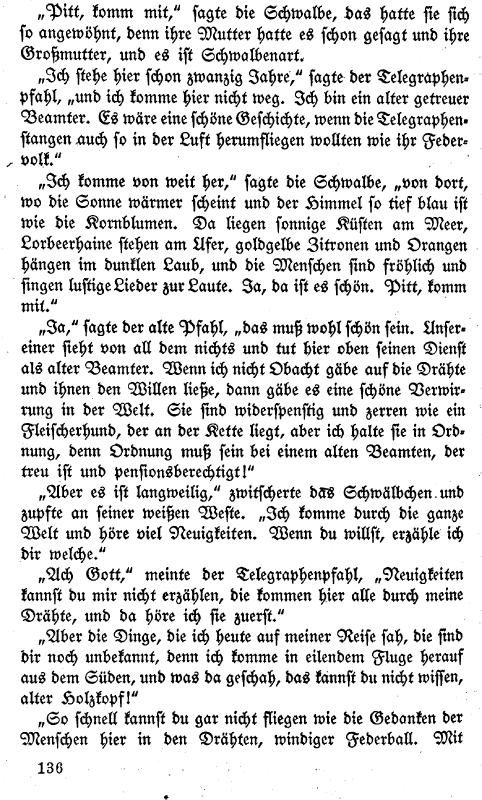 „Pitt, komm mit,“ sagte die Schwalbe, das hatte sie sich
so angewöhnt, denn ihre Mutter hatte es schon gesagt und ihre
Großmutter, und es ist Schwalbenart.
„Ich stehe hier schon zwanzig Jahre,“ sagte der Telegraphen-
pfahl, „und ich komme hier nicht weg. Ich bin ein alter getreuer
Beamter. Es wäre eine schöne Geschichte, wenn die Telegraphen-
stangen auch so in der Luft herumfliegen wollten wie ihr Feder-
volk.“
„Ich komme von weit her,“ sagte die Schwalbe, „von dort,
wo die Sonne wärmer scheint und der Himmel so tief blau ist
wie die Kornblumen. Da liegen sonnige Küsten am Meer,
Lorbeerhaine stehen am Ufer, goldgelbe Zitronen und Orangen
hängen im dunklen Laub, und die Menschen sind fröhlich und
singen lustige Lieder zur Laute. Ja, da ist es schön. Pitt, komm
mit.“
„Ja,“ sagte der alte Pfahl, „das muß wohl schön sein. Unser-
einer sieht von all dem nichts und tut hier oben seinen Dienst
als alter Beamter. Wenn ich nicht Obacht gäbe auf die Drähte
und ihnen den Willen ließe, dann gäbe es eine schöne Verwir-
rung in der Welt. Sie sind widerspenstig und zerren wie ein
Fleischerhund, der an der Kette liegt, aber ich halte sie in Ord-
nung, denn Ordnung muß sein bei einem alten Beamten, der
treu ist und pensionsberechtigt!“
„Aber es ist langweilig,“ zwitscherte das Schwälbchen und
zupfte an seiner weißen Weste. „Ich komme durch die ganze
Welt und höre viel Neuigkeiten. Wenn du willst, erzähle ich
dir welche.“
„Ach Gott,“ meinte der Telegraphenpfahl, „Neuigkeiten
kannst du mir nicht erzählen, die kommen hier alle durch meine
Drähte, und da höre ich sie zuerst.“
„Aber die Dinge, die ich heute auf meiner Reise sah, die sind
dir noch unbekannt, denn ich komme in eilendem Fluge herauf
aus dem Süden, und was da geschah, das kannst du nicht wissen,
alter Holzkopf!“
„So schnell kannst du gar nicht fliegen wie die Gedanken der
Menschen hier in den Drähten, windiger Federball. Mit
136